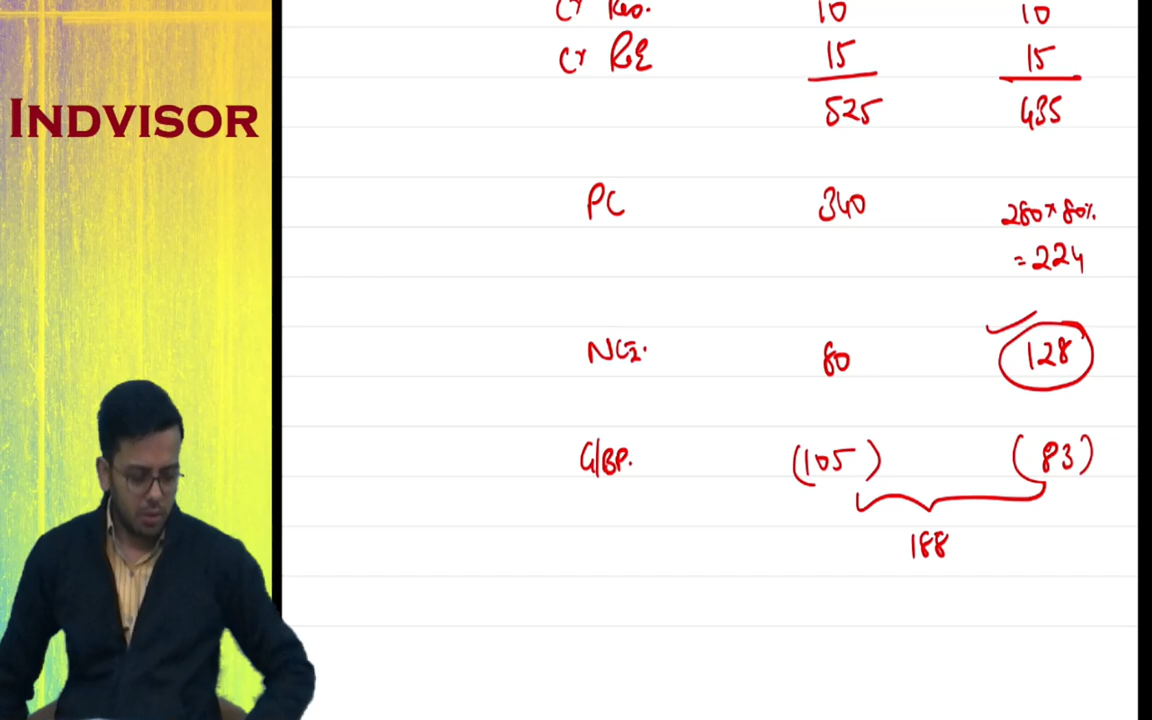 INDVISOR
Cr Res. 10 10
Cr RE 15 15
525 435
PC 340 280 x 80%
= 224
NCI. 80 128
G/BP. (105) (83)
188